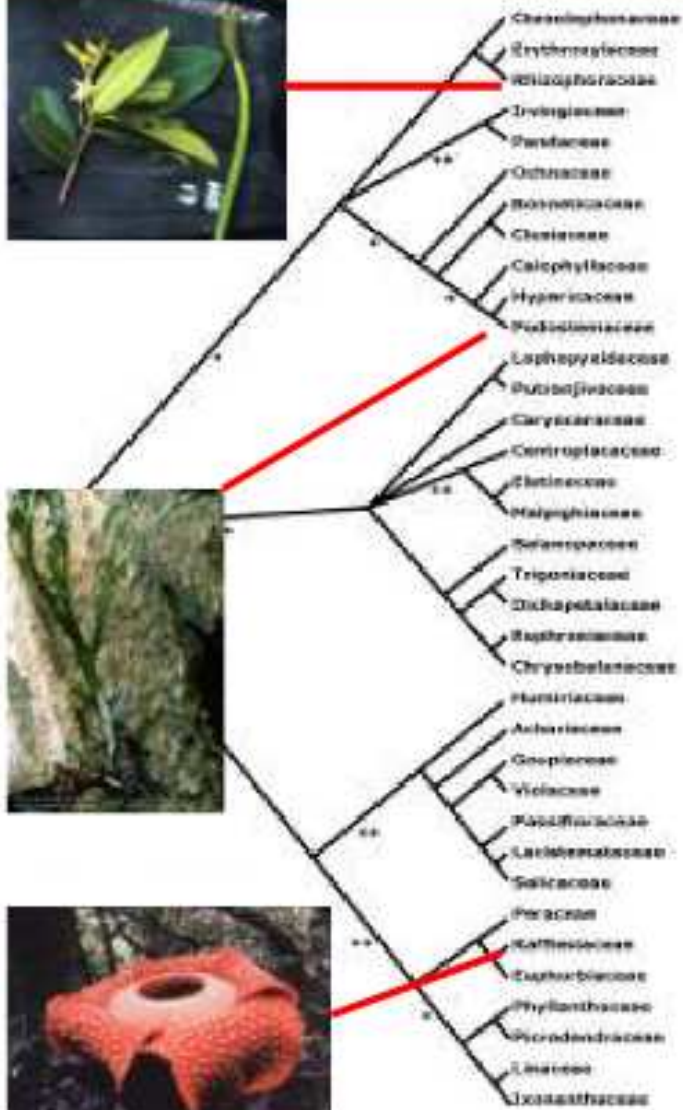 Ctenolophonaceae
Erythroxylaceae
Rhizophoraceae
Irvingiaceae
Pandaceae
Ochnaceae
Bonnetiaceae
Clusiaceae
Calophyllaceae
Hypericaceae
Podostemaceae
Lophopyxidaceae
Putranjivaceae
Caryocaraceae
Centroplacaceae
Elatinaceae
Malpighiaceae
Balanopaceae
Trigoniaceae
Dichapetalaceae
Euphroniaceae
Chrysobalanaceae
Humiriaceae
Achariaceae
Goupiaceae
Violaceae
Passifloraceae
Lacistemataceae
Salicaceae
Peraceae
Rafflesiaceae
Euphorbiaceae
Phyllanthaceae
Picrodendraceae
Linaceae
Ixonanthaceae